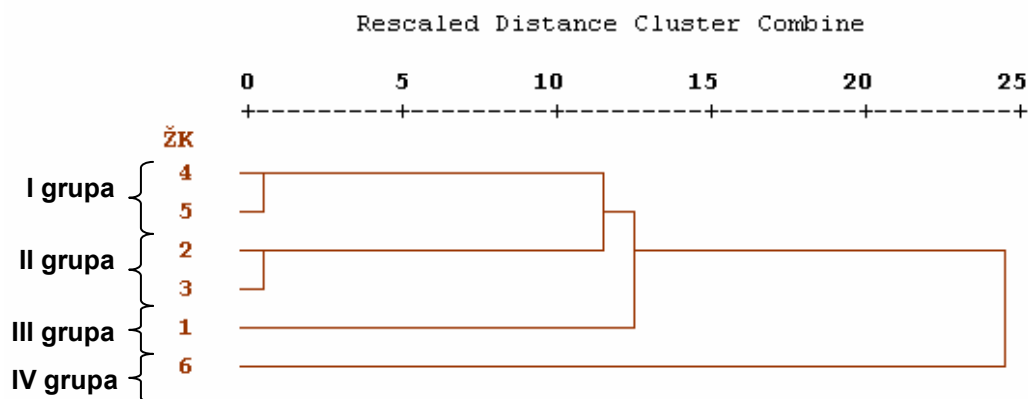 Rescaled Distance Cluster Combine
0 5 10 15 20 25
+---------+---------+---------+---------+---------+
ŽK
I grupa 4
5
II grupa 2
3
III grupa 1
IV grupa 6